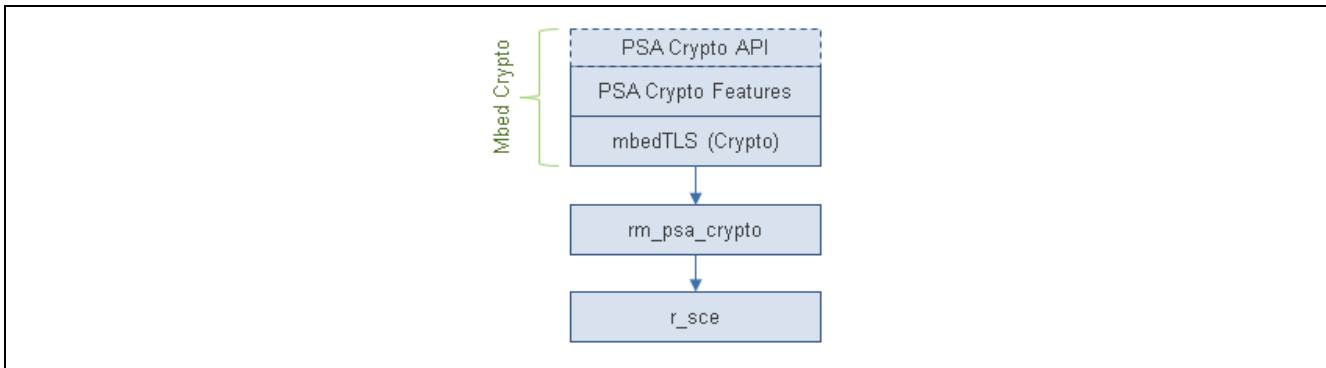 Mbed Crypto
PSA Crypto API
PSA Crypto Features
mbedTLS (Crypto)
rm_psa_crypto
r_sce